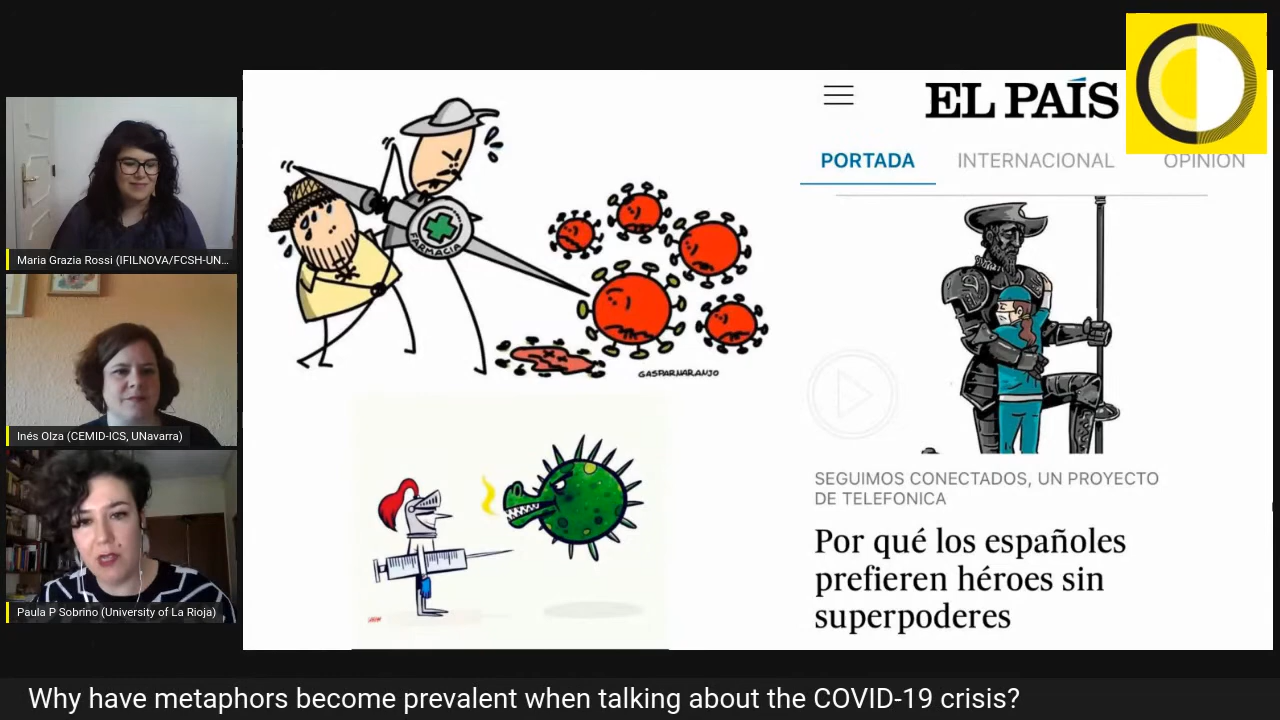 Maria Grazia Rossi (IFILNOVA/FCSH-UN...
Inés Olza (CEMID-ICS, UNavarra)
Paula P Sobrino (University of La Rioja)
FARMACIA
GASPARNARANJO
EL PAÍS
PORTADA INTERNACIONAL OPINIÓN
SEGUIMOS CONECTADOS, UN PROYECTO
DE TELEFONICA
Por qué los españoles
prefieren héroes sin
superpoderes
Why have metaphors become prevalent when talking about the COVID-19 crisis?